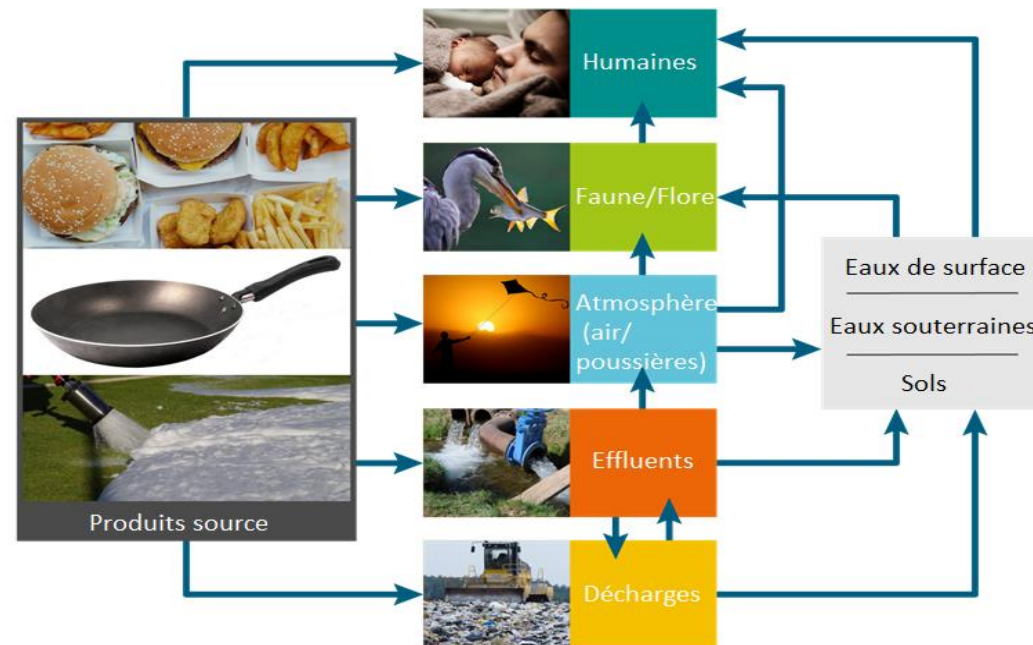 Humaines
Faune/Flore
Atmosphère
(air/
poussières)
Effluents
Décharges
Produits source
Eaux de surface
Eaux souterraines
Sols